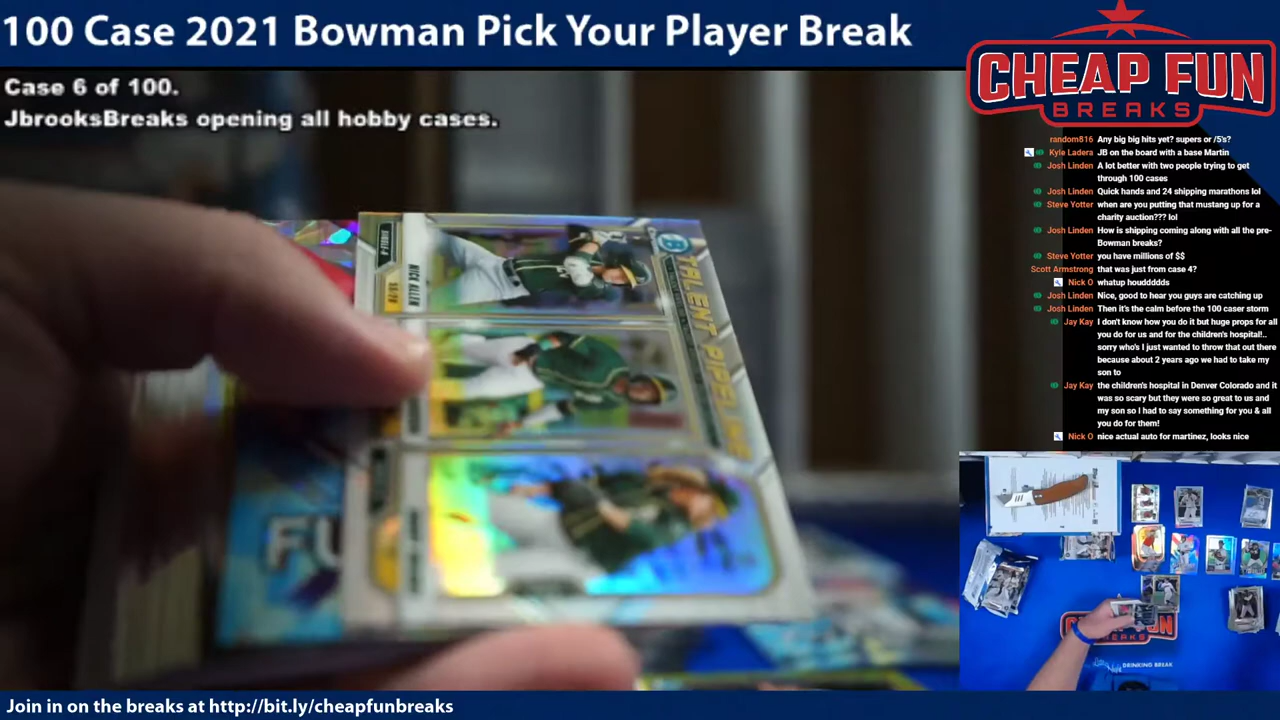 100 Case 2021 Bowman Pick Your Player Break
Case 6 of 100.
JbrooksBreaks opening all hobby cases.
CHEAP FUN
BREAKS
random816 Any big big hits yet? supers or /5's?
Kyle Ladera JB on the board with a base Martin
Josh Linden A lot better with two people trying to get
through 100 cases
Josh Linden Quick hands and 24 shipping marathons lol
Steve Yotter when are you putting that mustang up for a
charity auction??? lol
Josh Linden How is shipping coming along with all the pre-
Bowman breaks?
Steve Yotter you have millions of $$
Scott Armstrong that was just from case 4?
Nick O whatup houddddds
Josh Linden Nice, good to hear you guys are catching up
Josh Linden Then it's the calm before the 100 caser storm
Jay Kay I don't know how you do it but huge props for all
you do for us and for the children's hospital!..
sorry who's I just wanted to throw that out there
because about 2 years ago we had to take my
son to
Jay Kay the children's hospital in Denver Colorado and it
was so scary but they were so great to us and
my son so I had to say something for you & all
you do for them!
Nick O nice actual auto for martinez, looks nice
TALENT PIPELINE
NICK ALLEN
FU
CHEAP FUN
BREAKS
DRINKING BREAK
Join in on the breaks at http://bit.ly/cheapfunbreaks